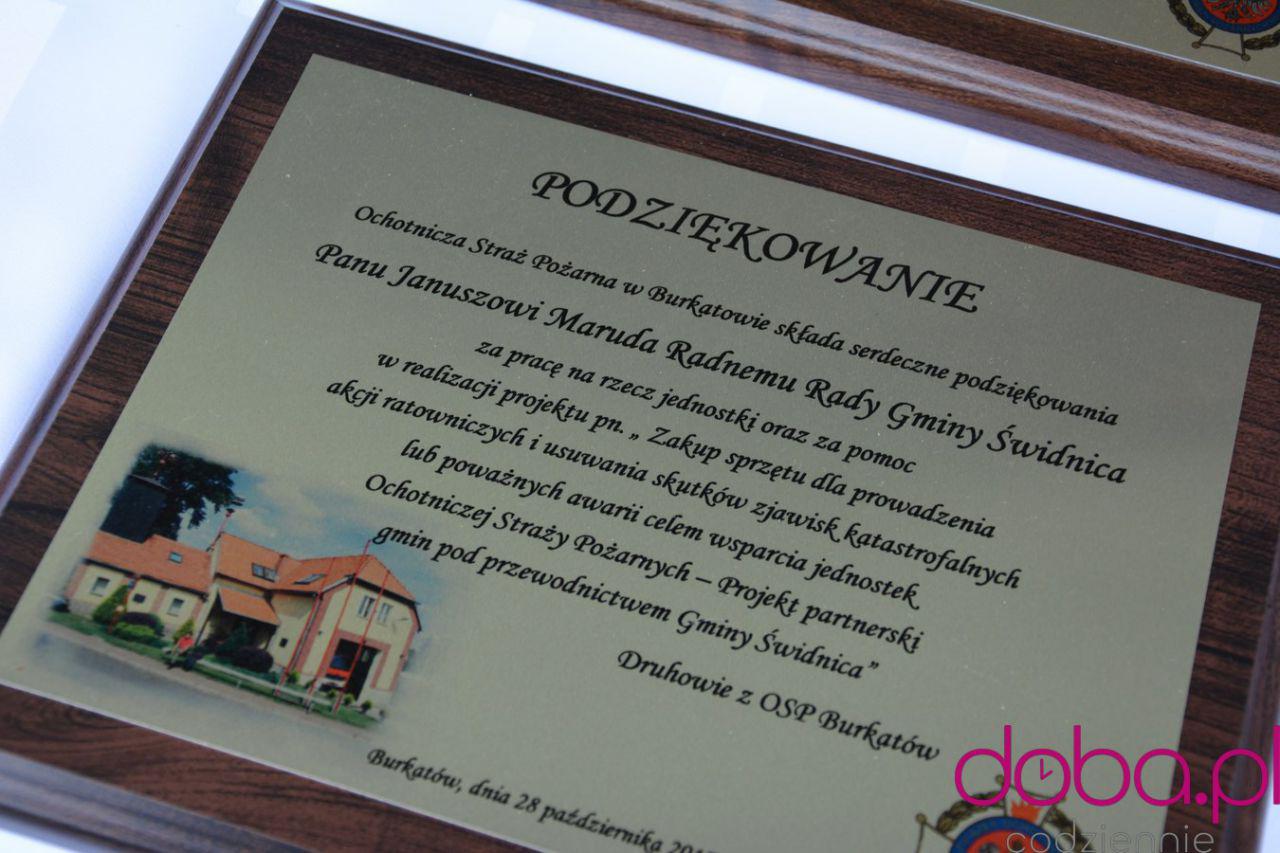 PODZIĘKOWANIE
Ochotnicza Straż Pożarna w Burkatowie składa serdeczne podziękowania
Panu Januszowi Maruda Radnemu Rady Gminy Świdnica
za pracę na rzecz jednostki oraz za pomoc
w realizacji projektu pn. „ Zakup sprzętu dla prowadzenia
akcji ratowniczych i usuwania skutków zjawisk katastrofalnych
lub poważnych awarii celem wsparcia jednostek
Ochotniczej Straży Pożarnych – Projekt partnerski
gmin pod przewodnictwem Gminy Świdnica”
Druhowie z OSP Burkatów
Burkatów, dnia 28 października
doba.pl
codziennie